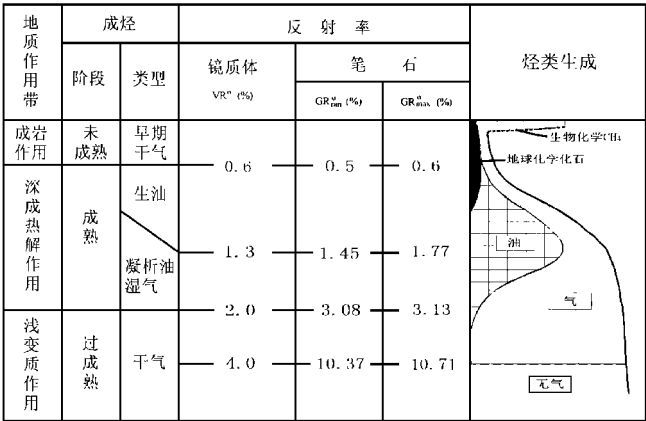 地质作用带
成烃
反射率
烃类生成
阶段
类型
镜质体
VRº (%)
笔石
(%)
(%)
成岩作用
未成熟
早期干气
0.6
0.5
0.6
生物化学CH₄
地球化学化石
深成热解作用
成熟
生油
1.3
1.45
1.77
油
凝析油
湿气
2.0
3.08
3.13
气
浅变质作用
过成熟
干气
4.0
10.37
10.71
无气